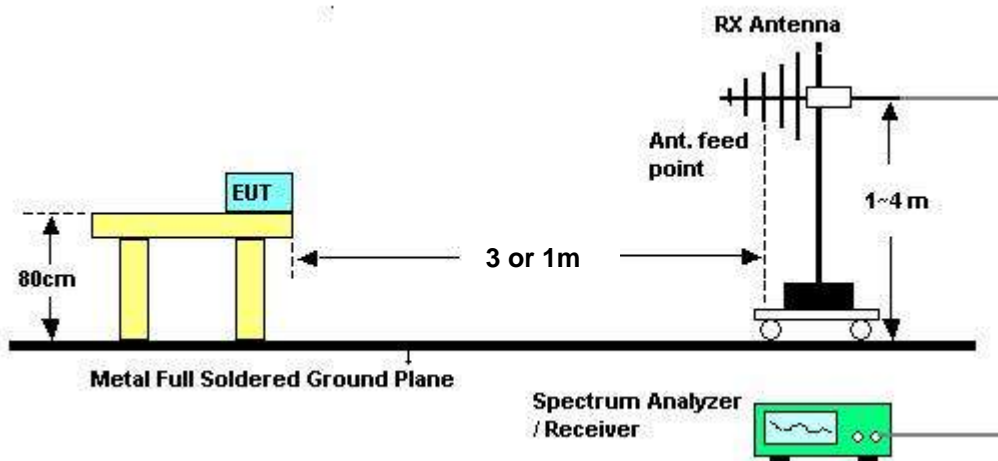 RX Antenna
Ant. feed
point
EUT
1~4 m
3 or 1m
80cm
Metal Full Soldered Ground Plane
Spectrum Analyzer
/ Receiver